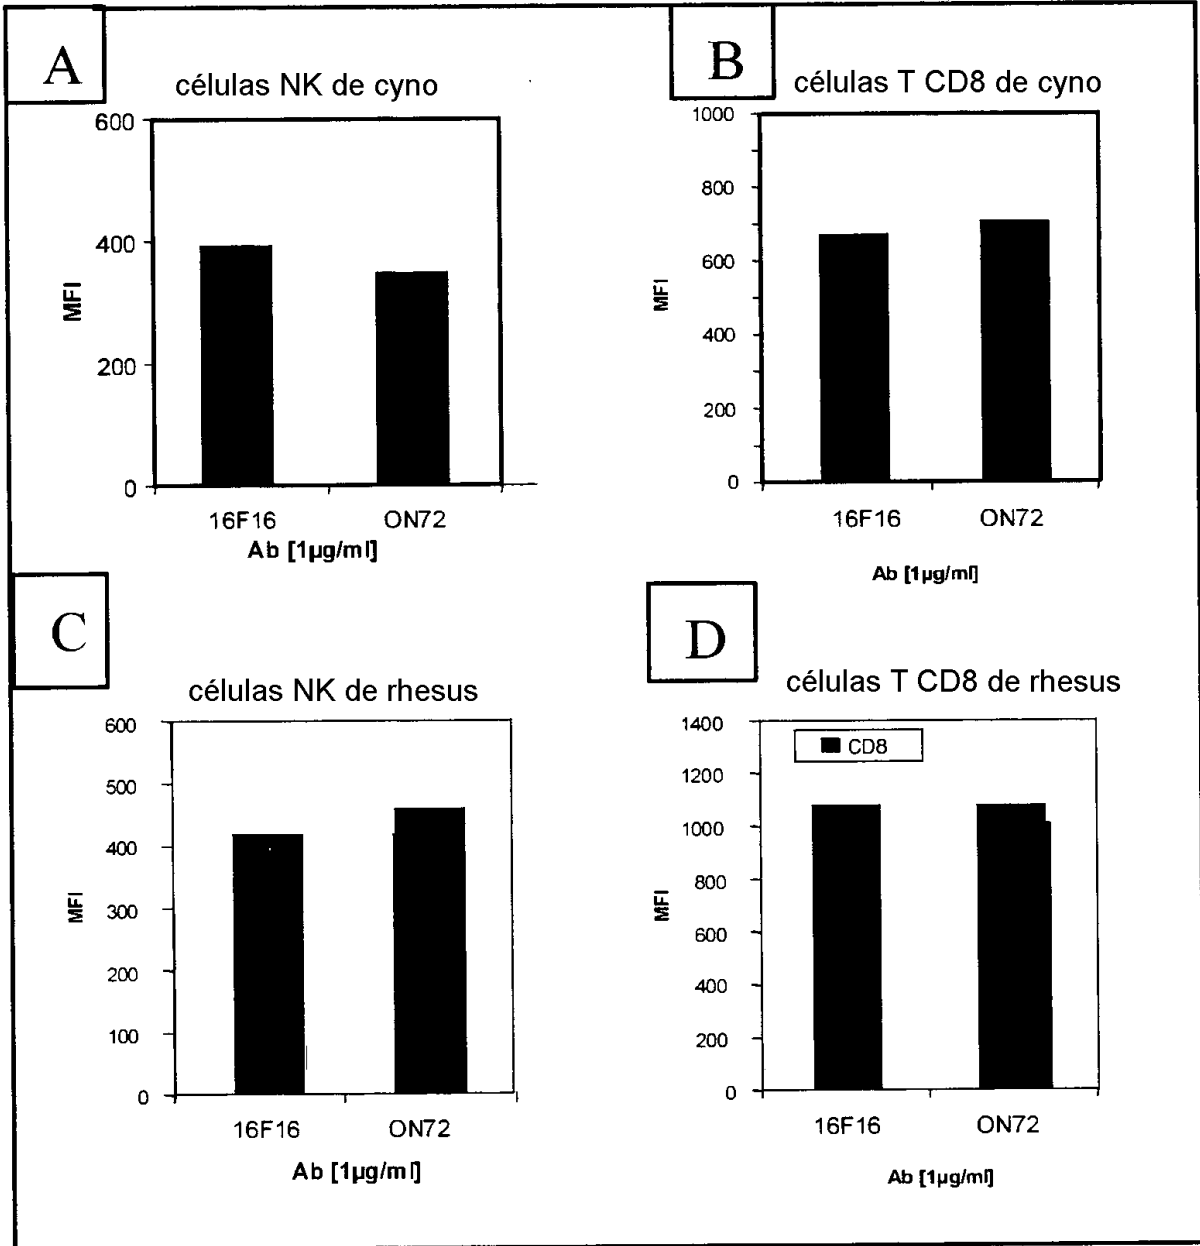 A
células NK de cyno
600
400
200
0
MFI
16F16 ON72
Ab [1µg/ml]
B
células T CD8 de cyno
1000
800
600
400
200
0
MFI
16F16 ON72
Ab [1µg/ml]
C
células NK de rhesus
600
500
400
300
200
100
0
MFI
16F16 ON72
Ab [1µg/ml]
D
células T CD8 de rhesus
1400
1200
1000
800
600
400
200
0
CD8
MFI
16F16 ON72
Ab [1µg/ml]